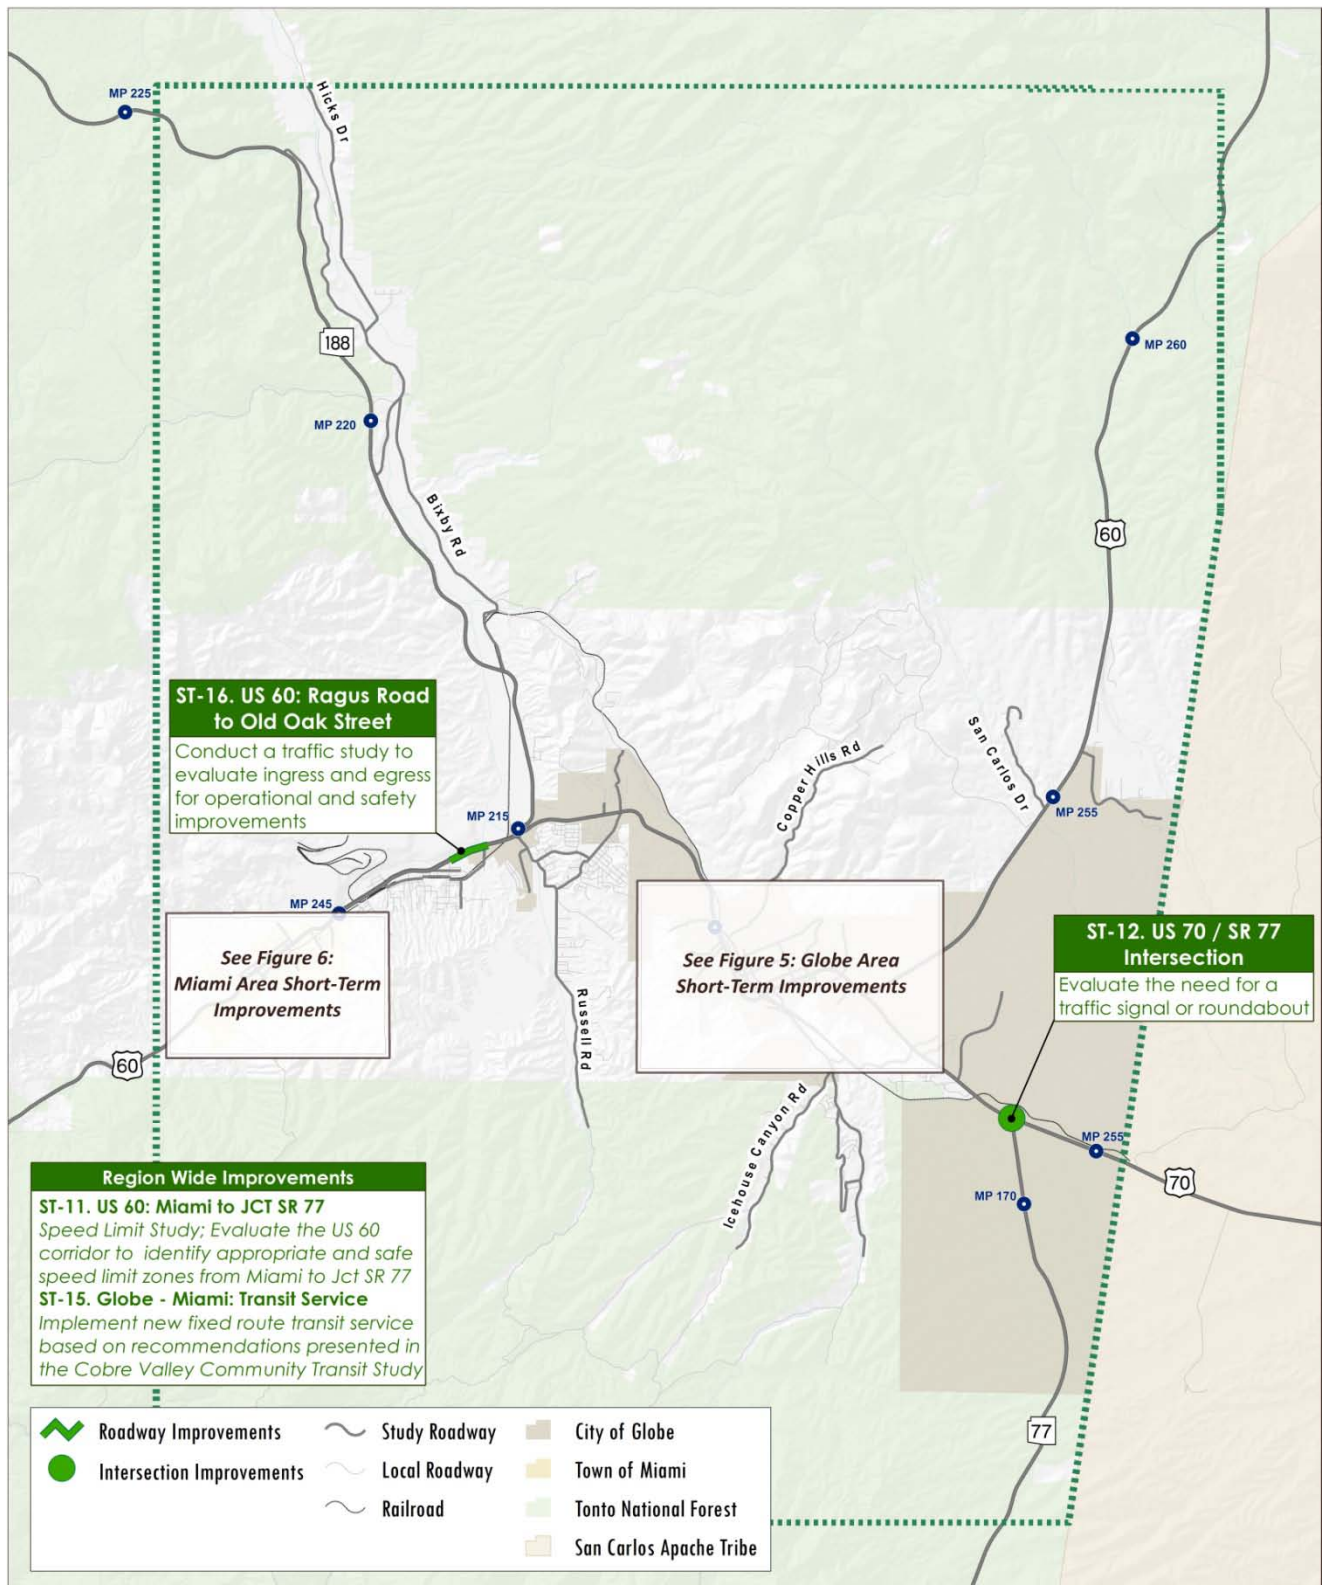 MP 225
Hicks Dr
188
MP 260
MP 220
60
Bixby Rd
ST-16. US 60: Ragus Road
to Old Oak Street
Conduct a traffic study to
evaluate ingress and egress
for operational and safety
improvements
San Carlos Dr
Copper Hills Rd
MP 215
MP 255
MP 245
See Figure 6:
Miami Area Short-Term
Improvements
See Figure 5: Globe Area
Short-Term Improvements
ST-12. US 70 / SR 77
Intersection
Evaluate the need for a
traffic signal or roundabout
Russell Rd
60
Icehouse Canyon Rd
MP 255
70
MP 170
Region Wide Improvements
ST-11. US 60: Miami to JCT SR 77
Speed Limit Study; Evaluate the US 60
corridor to identify appropriate and safe
speed limit zones from Miami to Jct SR 77
ST-15. Globe - Miami: Transit Service
Implement new fixed route transit service
based on recommendations presented in
the Cobre Valley Community Transit Study
77
Roadway Improvements
Intersection Improvements
Study Roadway
Local Roadway
Railroad
City of Globe
Town of Miami
Tonto National Forest
San Carlos Apache Tribe